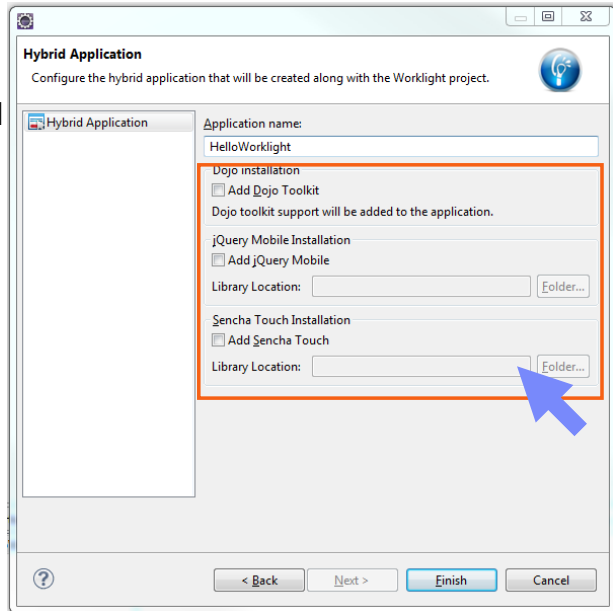 Hybrid Application
Configure the hybrid application that will be created along with the Worklight project.
Hybrid Application
Application name:
HelloWorklight
Dojo installation
Add Dojo Toolkit
Dojo toolkit support will be added to the application.
jQuery Mobile Installation
Add jQuery Mobile
Library Location:
Folder...
Sencha Touch Installation
Add Sencha Touch
Library Location:
Folder...
?
< Back
Next >
Finish
Cancel